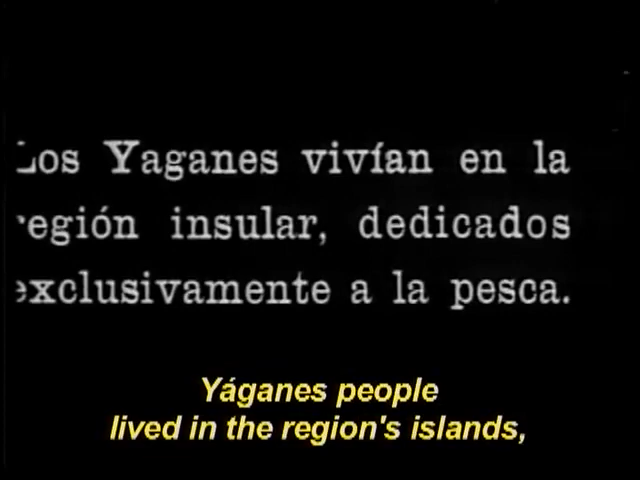 Los Yaganes vivían en la
región insular, dedicados
exclusivamente a la pesca.
Yáganes people
lived in the region's islands,